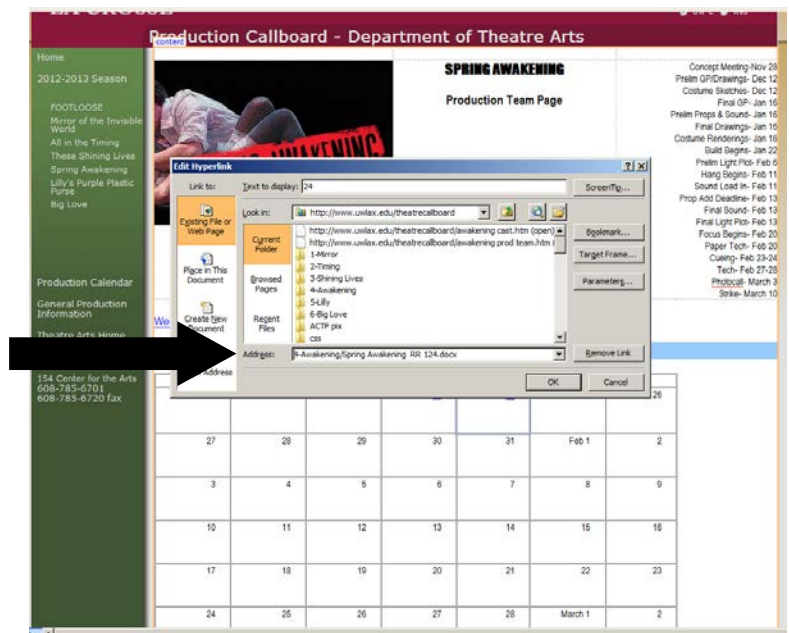 LA CROSSE
Production Callboard - Department of Theatre Arts
content
Home
2012-2013 Season
FOOTLOOSE
Mirror of the Invisible
World
All in the Timing
These Shining Lives
Spring Awakening
Lilly's Purple Plastic
Purse
Big Love
Production Calendar
General Production
Information
Theatre Arts Home
154 Center for the Arts
608-785-6701
608-785-6720 fax
SPRING AWAKENING
Production Team Page
Concept Meeting- Nov 28
Prelim GP/Drawings- Dec 12
Costume Sketches- Dec 12
Final GP- Jan 16
Prelim Props & Sound- Jan 16
Final Drawings- Jan 16
Costume Renderings- Jan 16
Build Begins- Jan 22
Prelim Light Plot- Feb 6
Hang Begins- Feb 11
Sound Load In- Feb 11
Prop Add Deadline- Feb 13
Final Sound- Feb 13
Final Light Plot- Feb 13
Focus Begins- Feb 20
Paper Tech- Feb 20
Cueing- Feb 23-24
Tech- Feb 27-28
Photocall- March 3
Strike- March 10
Edit Hyperlink
Link to:
Text to display: 24
ScreenTip...
Existing File or
Web Page
Place in This
Document
Create New
Document
Address
Look in: http://www.uwlax.edu/theatrecallboard
Current
Folder
Browsed
Pages
Recent
Files
http://www.uwlax.edu/theatrecallboard/awakening cast.htm (open)
http://www.uwlax.edu/theatrecallboard/awakening prod team.htm
1-Mirror
2-Timing
3-Shining Lives
4-Awakening
5-Lilly
6-Big Love
ACTF pix
css
Bookmark...
Target Frame...
Parameters...
Address: 4-Awakening/Spring Awakening RR 124.docx
Remove Link
OK Cancel
We
26
27 28 29 30 31 Feb 1 2
3 4 5 6 7 8 9
10 11 12 13 14 15 16
17 18 19 20 21 22 23
24 25 26 27 28 March 1 2